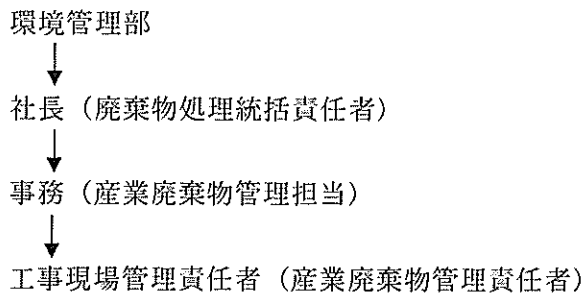 環境管理部
社長（廃棄物処理統括責任者）
事務（産業廃棄物管理担当）
工事現場管理責任者（産業廃棄物管理責任者）